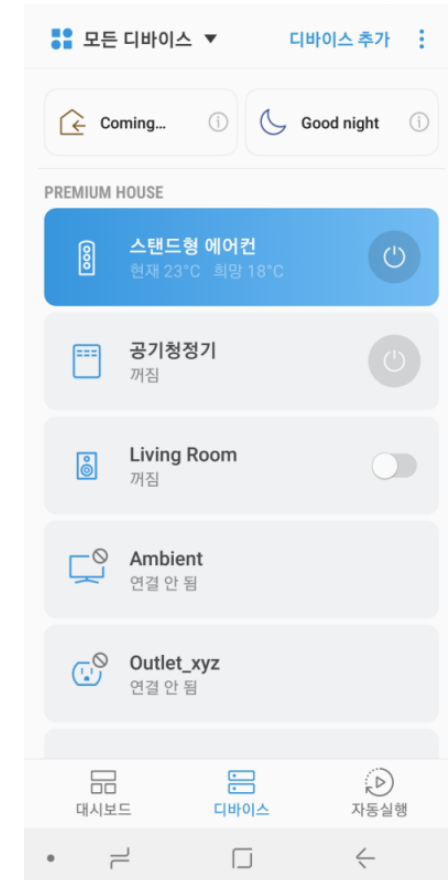 모든 디바이스 ▼
디바이스 추가
Coming...
Good night
PREMIUM HOUSE
스탠드형 에어컨
현재 23°C 희망 18°C
공기청정기
꺼짐
Living Room
꺼짐
Ambient
연결 안 됨
Outlet_xyz
연결 안 됨
대시보드
디바이스
자동실행